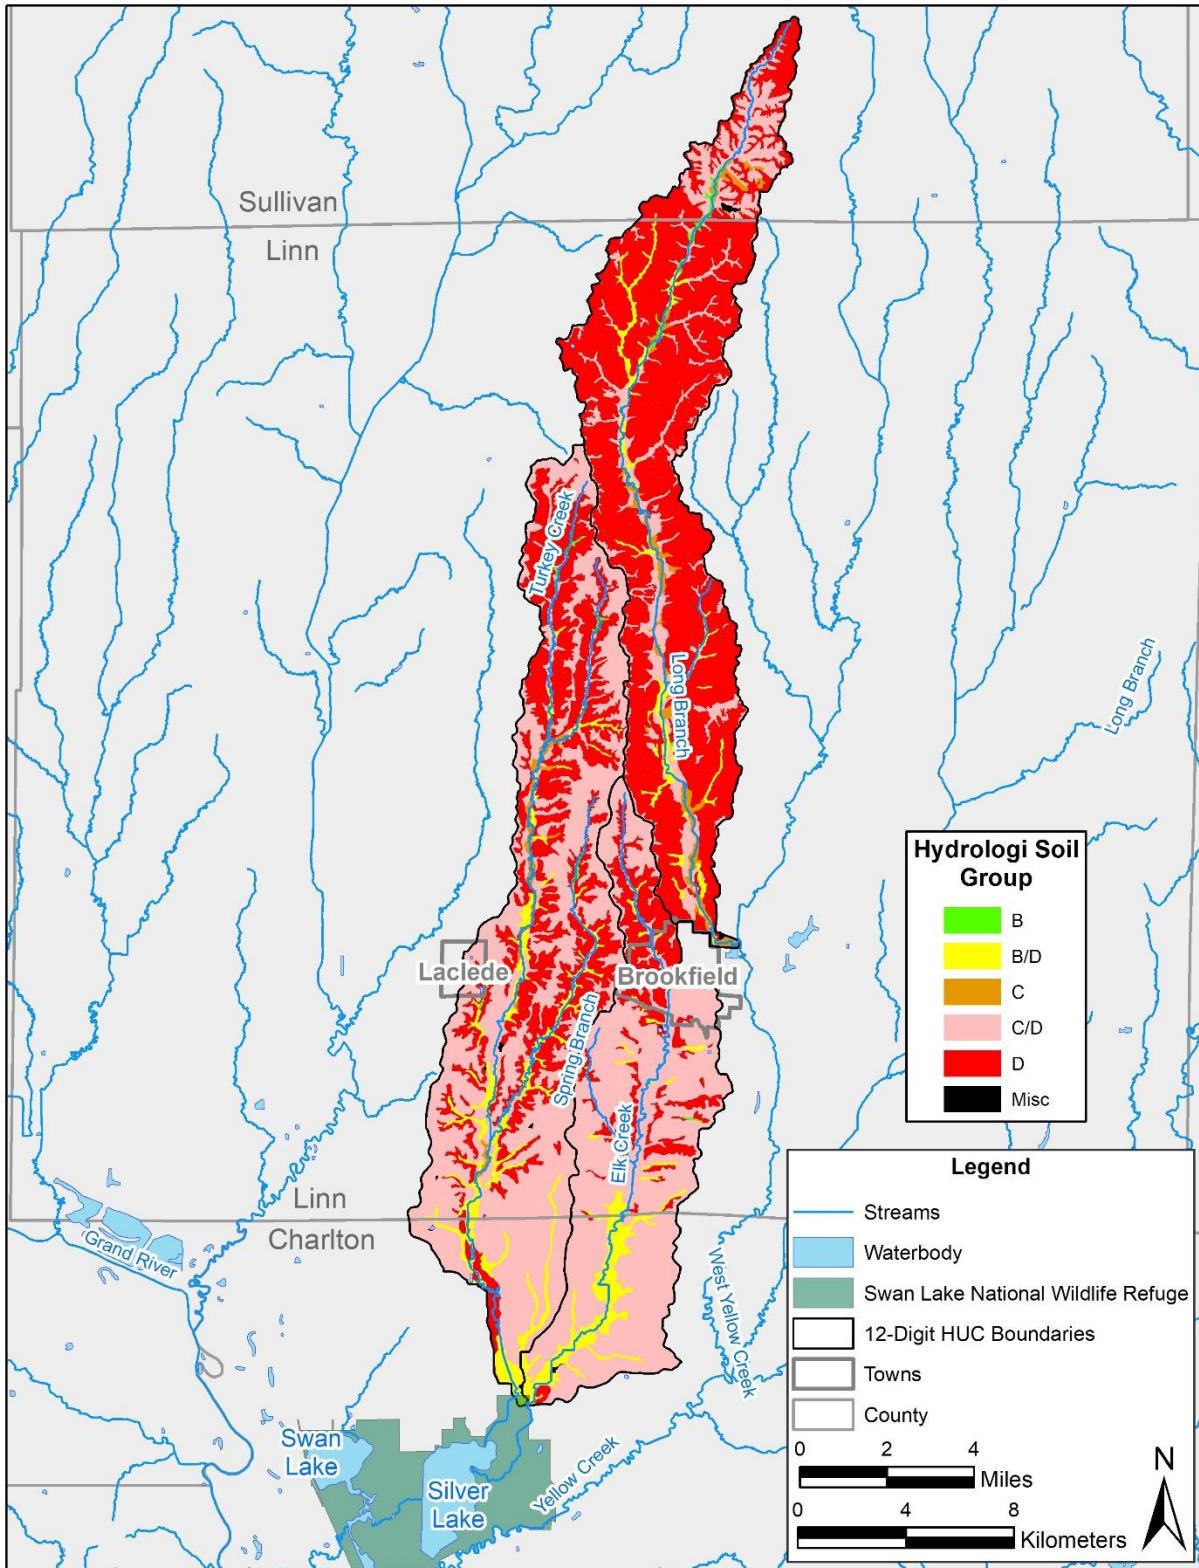 Sullivan
Linn
Turkey Creek
Long Branch
Long Branch
Hydrologi Soil
Group
B
B/D
C
C/D
D
Misc
Laclede
Brookfield
Spring Branch
Elk Creek
Linn
Charlton
Grand River
West Yellow Creek
Legend
Streams
Waterbody
Swan Lake National Wildlife Refuge
12-Digit HUC Boundaries
Towns
County
0 2 4
Miles
0 4 8
Kilometers
N
Swan
Lake
Silver
Lake
Yellow Creek